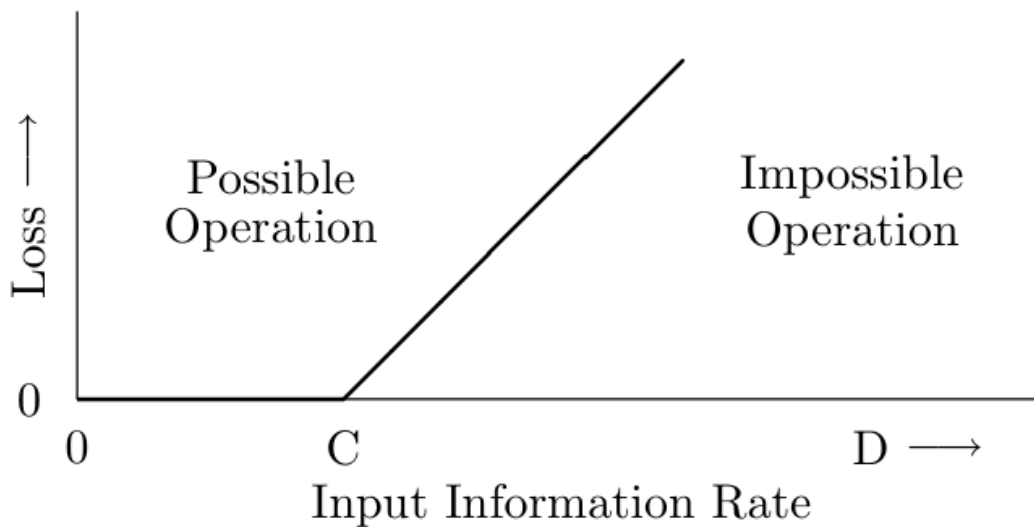 Possible
Operation
Impossible
Operation
Loss →
0
0
C
D →
Input Information Rate